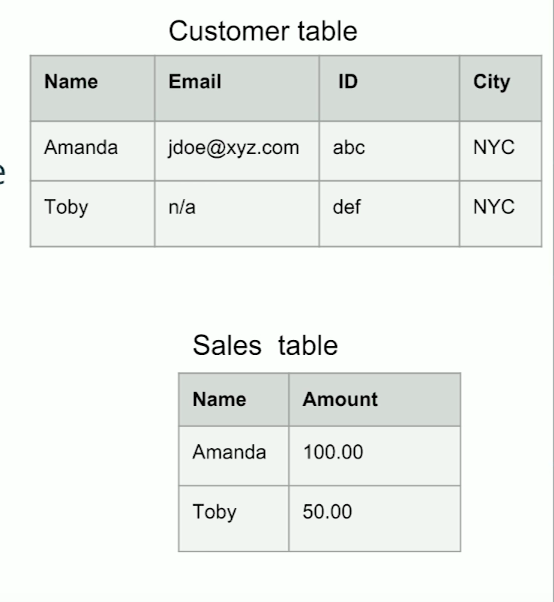 Customer table
Name Email ID City
Amanda jdoe@xyz.com abc NYC
Toby n/a def NYC
e
Sales table
Name Amount
Amanda 100.00
Toby 50.00